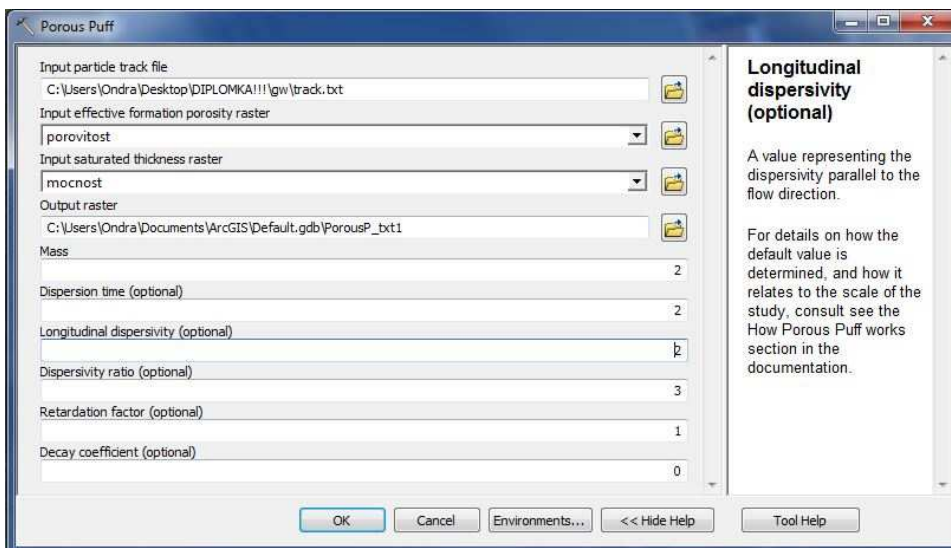 Porous Puff
Input particle track file
C:\Users\Ondra\Desktop\DIPLOMKA!!!\gw\track.txt
Input effective formation porosity raster
porovitost
Input saturated thickness raster
mocnost
Output raster
C:\Users\Ondra\Documents\ArcGIS\Default.gdb\PorousP_txt1
Mass
2
Dispersion time (optional)
2
Longitudinal dispersivity (optional)
2
Dispersivity ratio (optional)
3
Retardation factor (optional)
1
Decay coefficient (optional)
0
OK
Cancel
Environments...
<< Hide Help
Longitudinal
dispersivity
(optional)
A value representing the
dispersivity parallel to the
flow direction.
For details on how the
default value is
determined, and how it
relates to the scale of the
study, consult see the
How Porous Puff works
section in the
documentation.
Tool Help